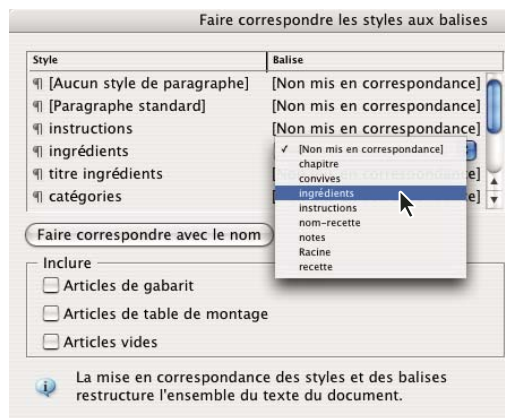 Faire correspondre les styles aux balises
Style Balise
¶ [Aucun style de paragraphe] [Non mis en correspondance]
¶ [Paragraphe standard] [Non mis en correspondance]
¶ instructions [Non mis en correspondance]
¶ ingrédients
¶ titre ingrédients
¶ catégories
✓ [Non mis en correspondance]
chapitre
convives
ingrédients
instructions
nom-recette
notes
Racine
recette
Faire correspondre avec le nom
Inclure
Articles de gabarit
Articles de table de montage
Articles vides
La mise en correspondance des styles et des balises
restructure l'ensemble du texte du document.